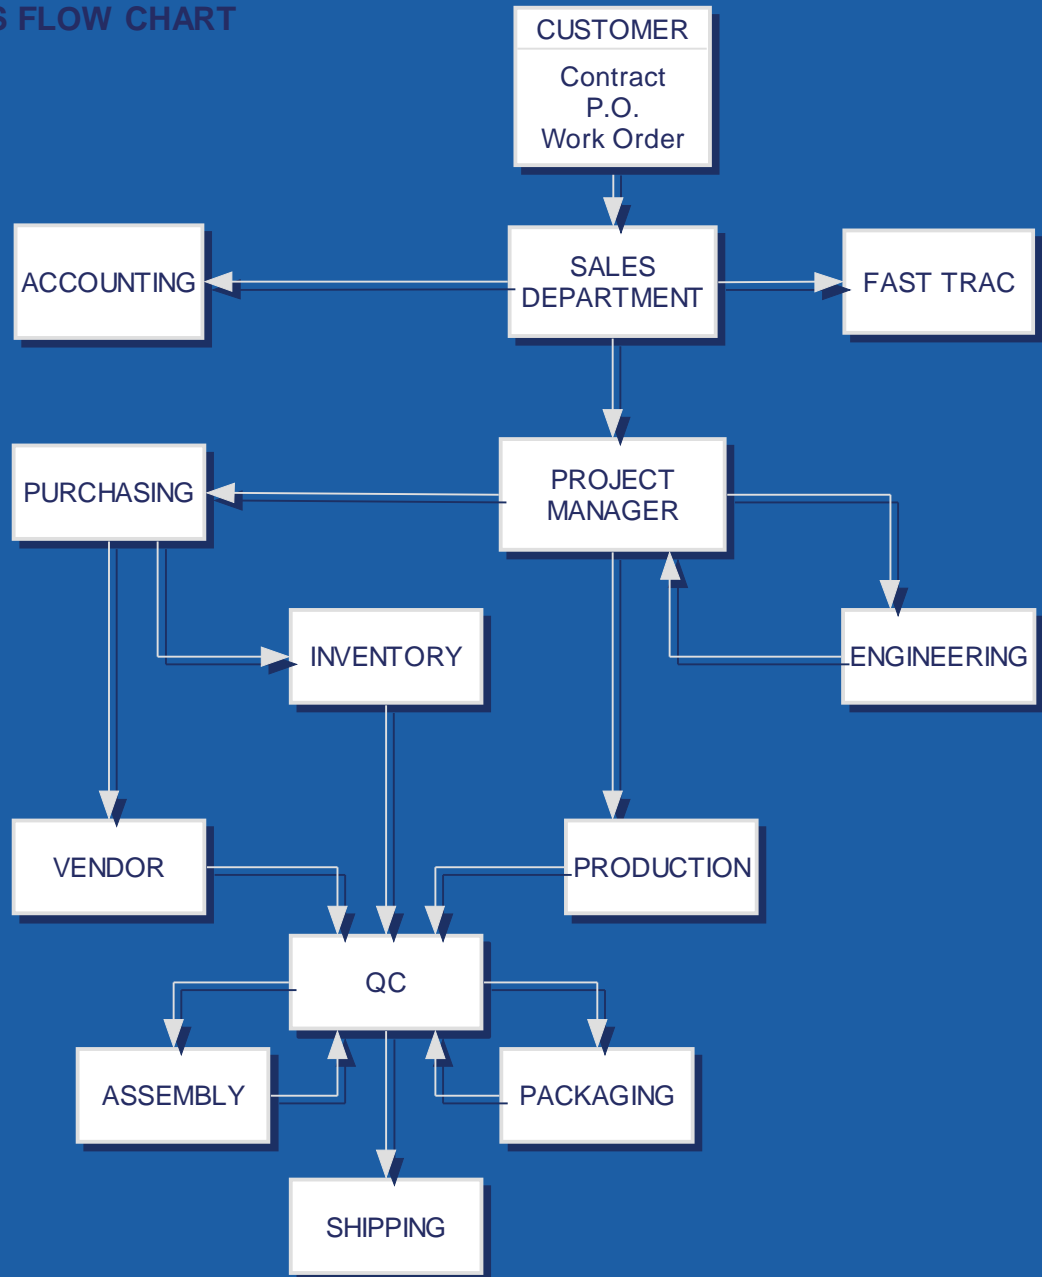 S FLOW CHART
CUSTOMER
Contract
P.O.
Work Order
ACCOUNTING
SALES
DEPARTMENT
FAST TRAC
PURCHASING
PROJECT
MANAGER
INVENTORY
ENGINEERING
VENDOR
PRODUCTION
QC
ASSEMBLY
PACKAGING
SHIPPING